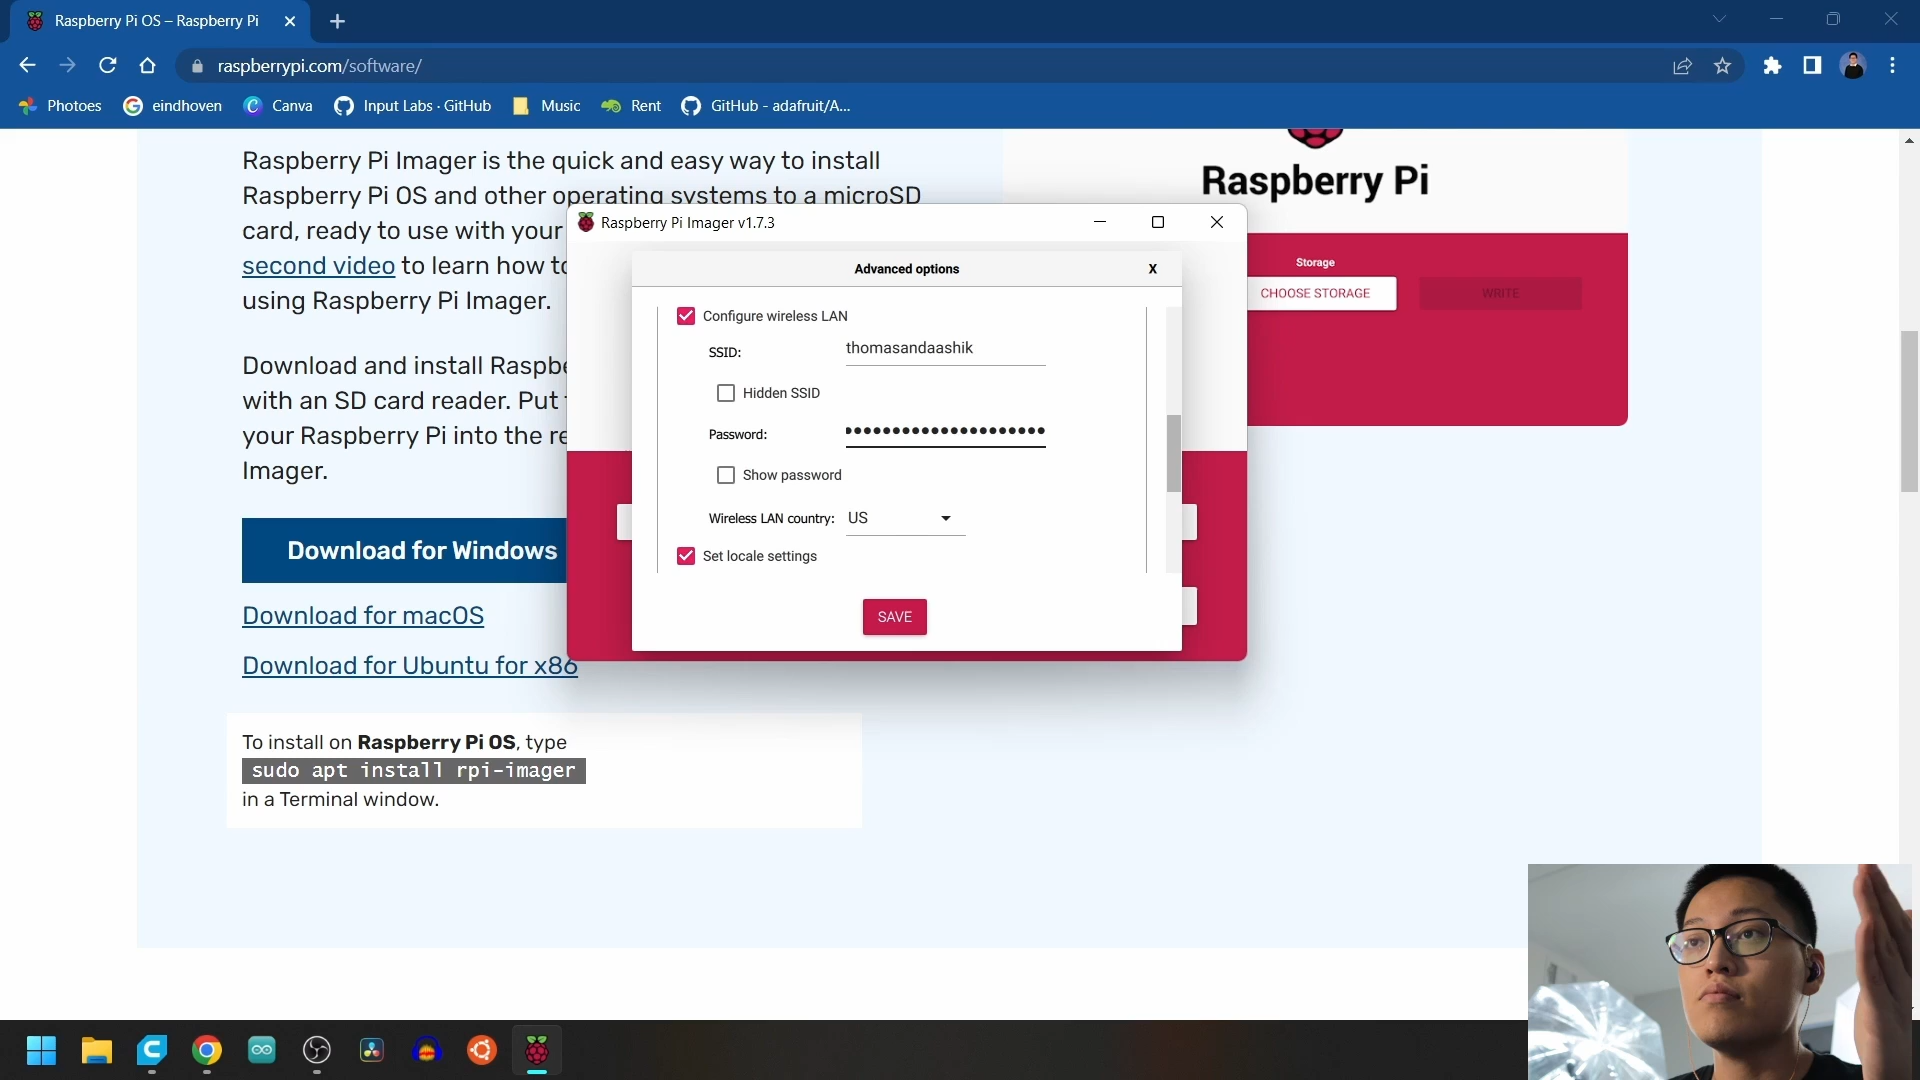 Raspberry Pi OS – Raspberry Pi
raspberrypi.com/software/
Photoes
eindhoven
Canva
Input Labs · GitHub
Music
Rent
GitHub - adafruit/A...
Raspberry Pi Imager is the quick and easy way to install
Raspberry Pi OS and other operating systems to a microSD
card, ready to use with your
second video to learn how to
using Raspberry Pi Imager.
Download and install Raspbe
with an SD card reader. Put
your Raspberry Pi into the re
Imager.
Download for Windows
Download for macOS
Download for Ubuntu for x86
To install on Raspberry Pi OS, type
sudo apt install rpi-imager
in a Terminal window.
Raspberry Pi
Storage
CHOOSE STORAGE
WRITE
Raspberry Pi Imager v1.7.3
Advanced options
X
Configure wireless LAN
SSID:
thomasandaashik
Hidden SSID
Password:
••••••••••••••••••••••
Show password
Wireless LAN country:
US
Set locale settings
SAVE